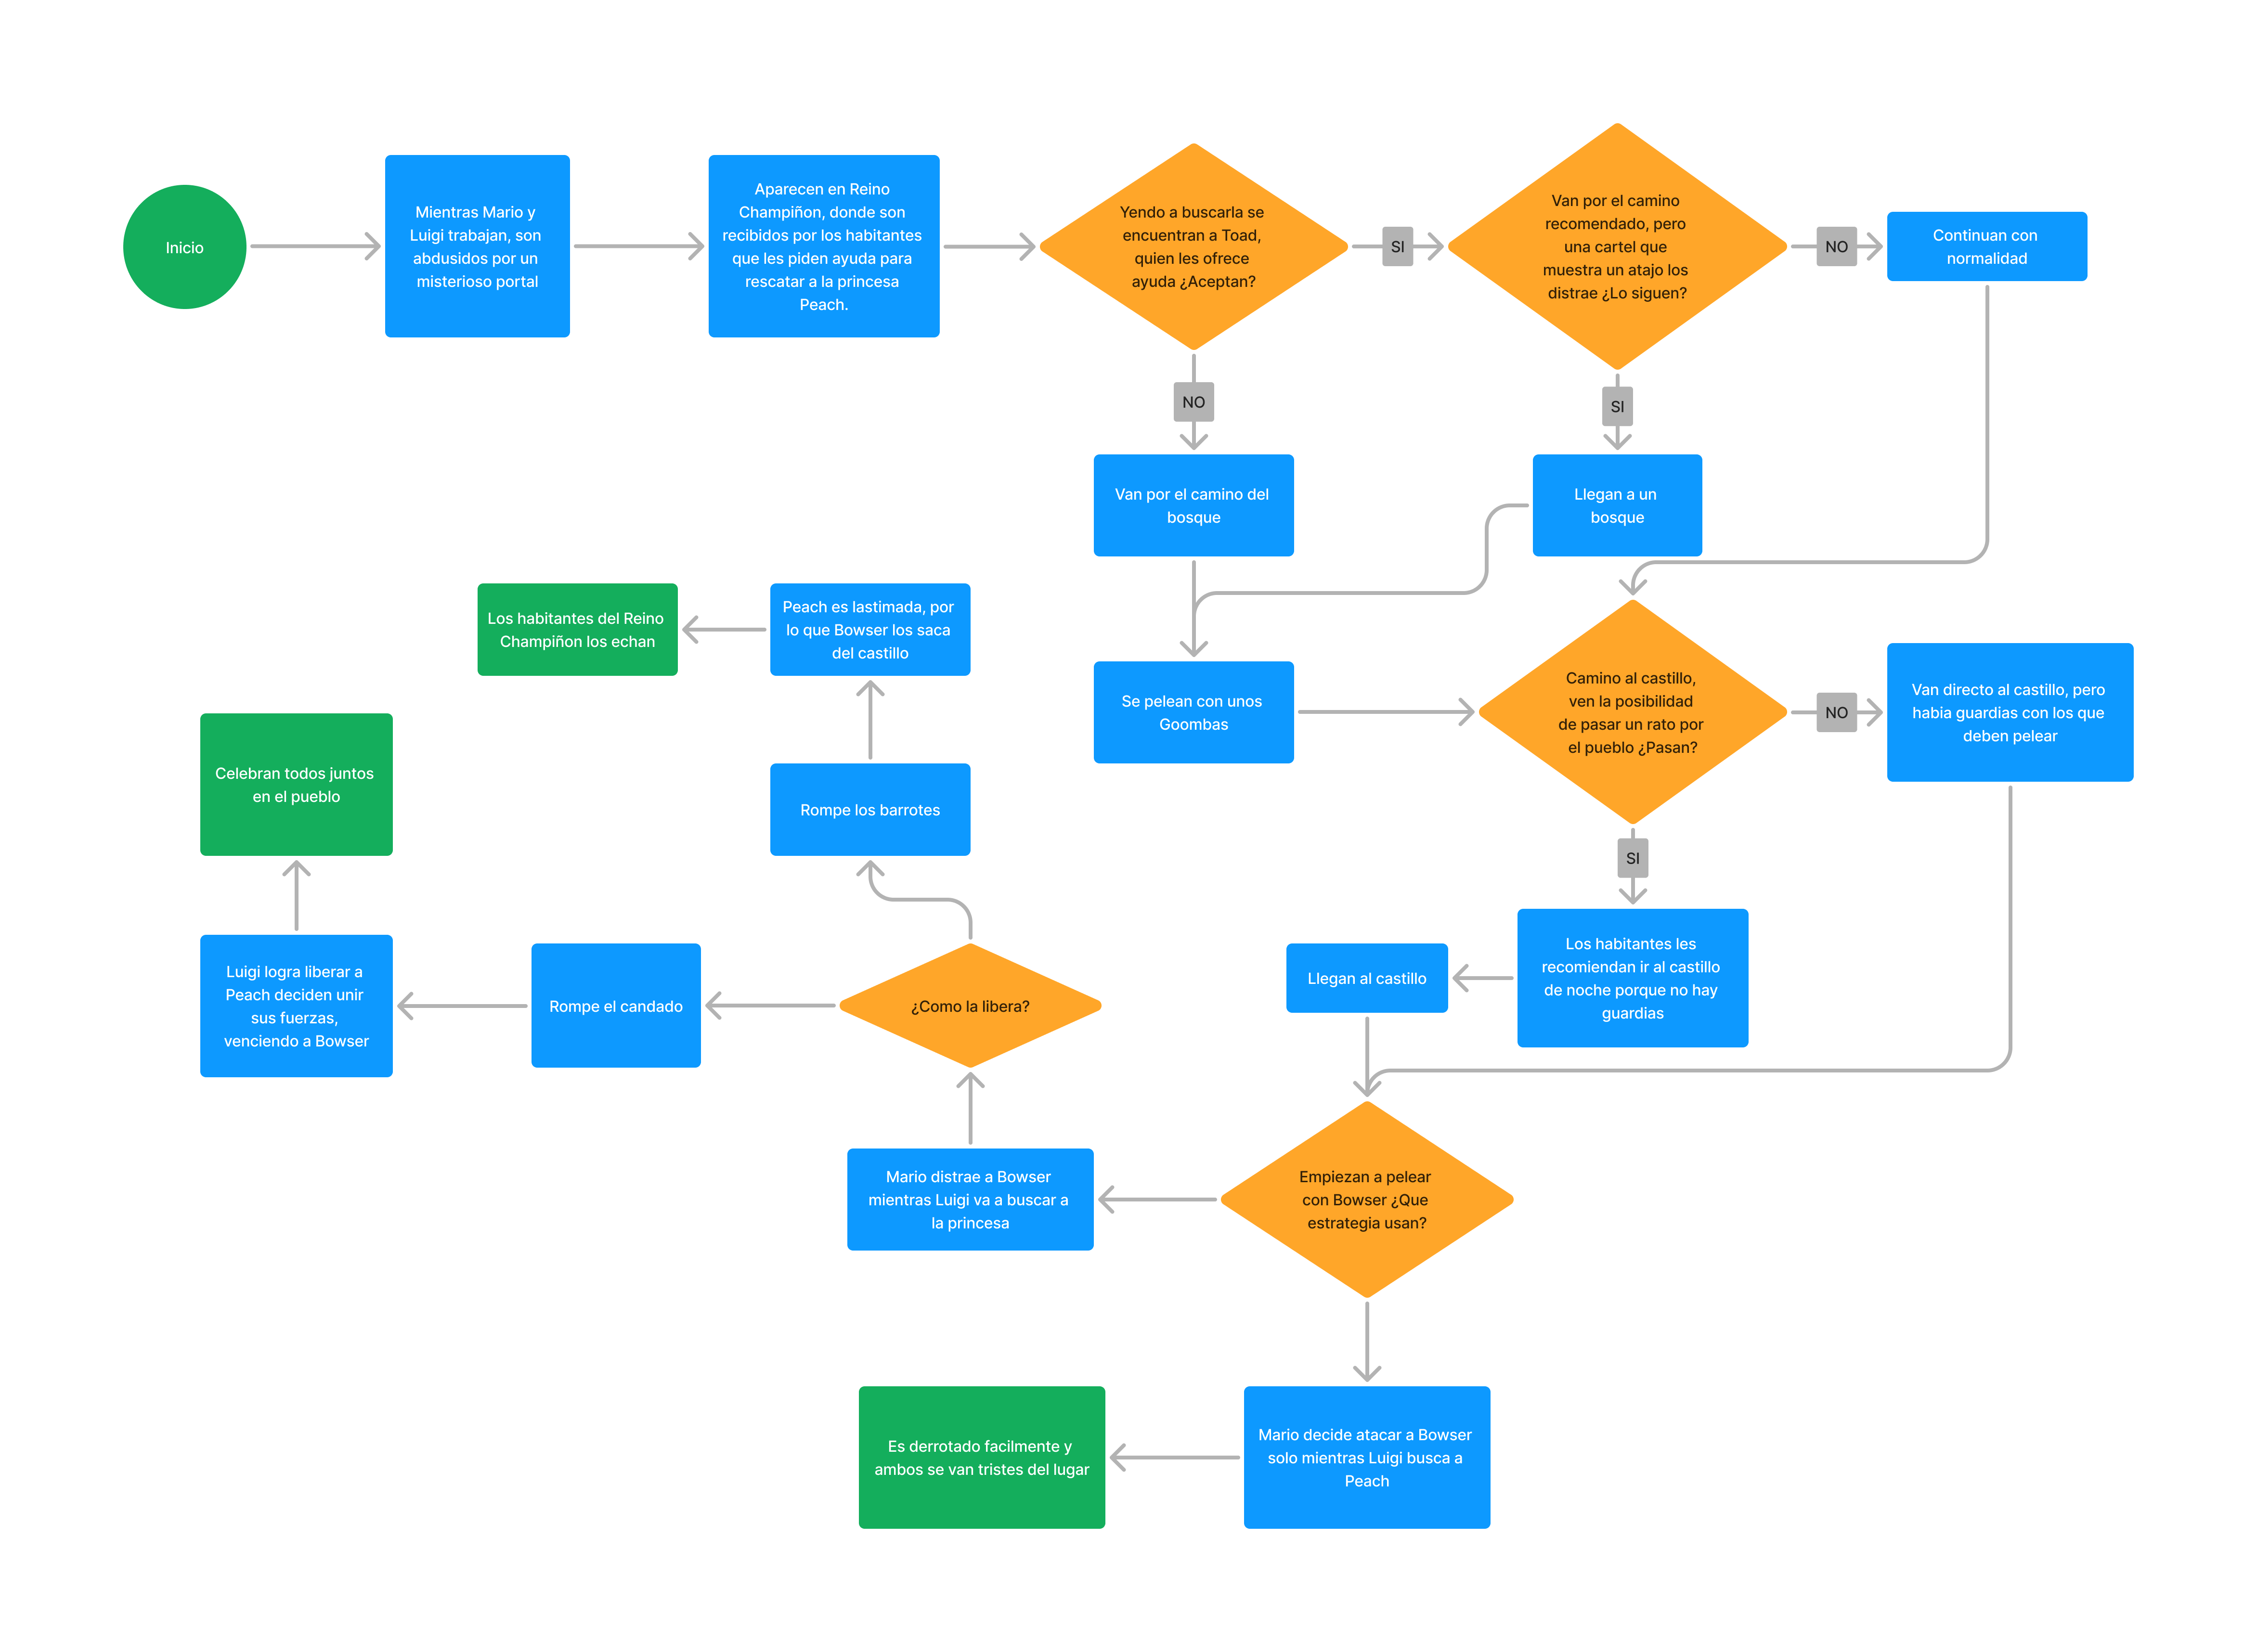 Inicio
Mientras Mario y
Luigi trabajan, son
abdusidos por un
misterioso portal
Aparecen en Reino
Champiñon, donde son
recibidos por los habitantes
que les piden ayuda para
rescatar a la princesa
Peach.
Yendo a buscarla se
encuentran a Toad,
quien les ofrece
ayuda ¿Aceptan?
SI
Van por el camino
recomendado, pero
una cartel que
muestra un atajo los
distrae ¿Lo siguen?
NO
Continuan con
normalidad
NO
SI
Van por el camino del
bosque
Llegan a un
bosque
Los habitantes del Reino
Champiñon los echan
Peach es lastimada, por
lo que Bowser los saca
del castillo
Se pelean con unos
Goombas
Camino al castillo,
ven la posibilidad
de pasar un rato por
el pueblo ¿Pasan?
NO
Van directo al castillo, pero
habia guardias con los que
deben pelear
Celebran todos juntos
en el pueblo
Rompe los barrotes
SI
Luigi logra liberar a
Peach deciden unir
sus fuerzas,
venciendo a Bowser
Rompe el candado
¿Como la libera?
Llegan al castillo
Los habitantes les
recomiendan ir al castillo
de noche porque no hay
guardias
Mario distrae a Bowser
mientras Luigi va a buscar a
la princesa
Empiezan a pelear
con Bowser ¿Que
estrategia usan?
Es derrotado facilmente y
ambos se van tristes del lugar
Mario decide atacar a Bowser
solo mientras Luigi busca a
Peach